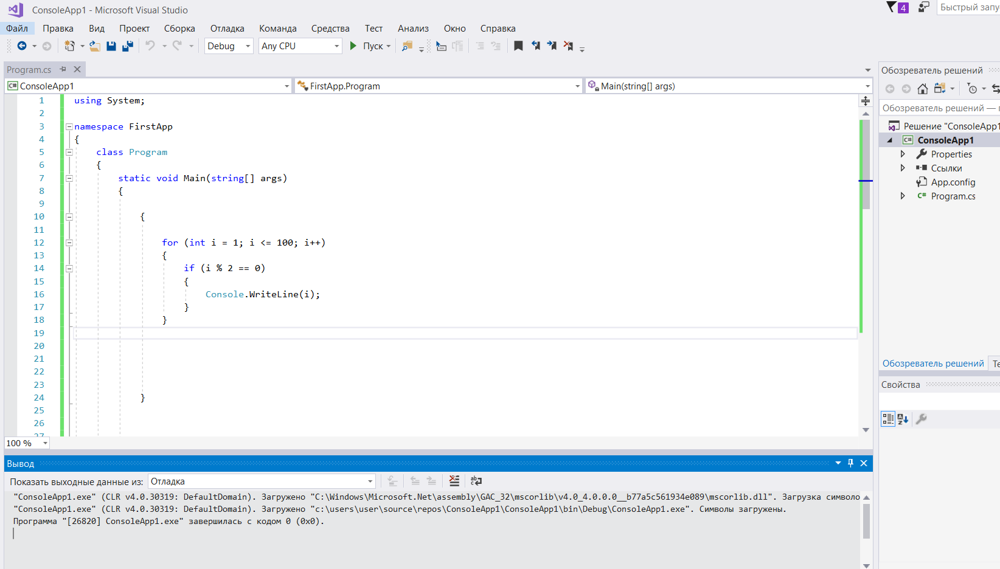 ConsoleApp1 - Microsoft Visual Studio
4
Быстрый запу
Файл Правка Вид Проект Сборка Отладка Команда Средства Тест Анализ Окно Справка
Debug Any CPU Пуск
Program.cs
ConsoleApp1 FirstApp.Program Main(string[] args)
1 using System;
2
3 namespace FirstApp
4 {
5 class Program
6 {
7 static void Main(string[] args)
8 {
9
10 {
11
12 for (int i = 1; i <= 100; i++)
13 {
14 if (i % 2 == 0)
15 {
16 Console.WriteLine(i);
17 }
18 }
19
20
21
22
23
24 }
25
26
27
100 %
Обозреватель решений
Обозреватель решений —
Решение "ConsoleApp1
ConsoleApp1
Properties
Ссылки
App.config
Program.cs
Обозреватель решений Те
Свойства
Вывод
Показать выходные данные из: Отладка
"ConsoleApp1.exe" (CLR v4.0.30319: DefaultDomain). Загружено "C:\Windows\Microsoft.Net\assembly\GAC_32\mscorlib\v4.0_4.0.0.0__b77a5c561934e089\mscorlib.dll". Загрузка символо
"ConsoleApp1.exe" (CLR v4.0.30319: DefaultDomain). Загружено "c:\users\user\source\repos\ConsoleApp1\ConsoleApp1\bin\Debug\ConsoleApp1.exe". Символы загружены.
Программа "[26820] ConsoleApp1.exe" завершилась с кодом 0 (0x0).